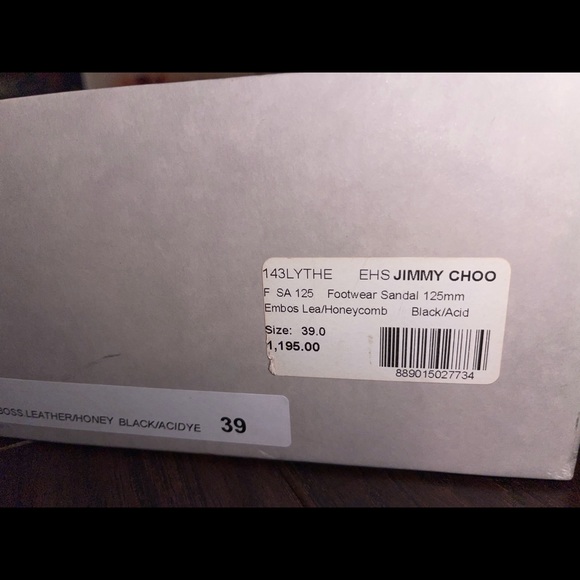 143LYTHE EHS JIMMY CHOO
F SA 125 Footwear Sandal 125mm
Embos Lea/Honeycomb Black/Acid
Size: 39.0
1,195.00
889015027734
BOSS.LEATHER/HONEY BLACK/ACIDYE 39